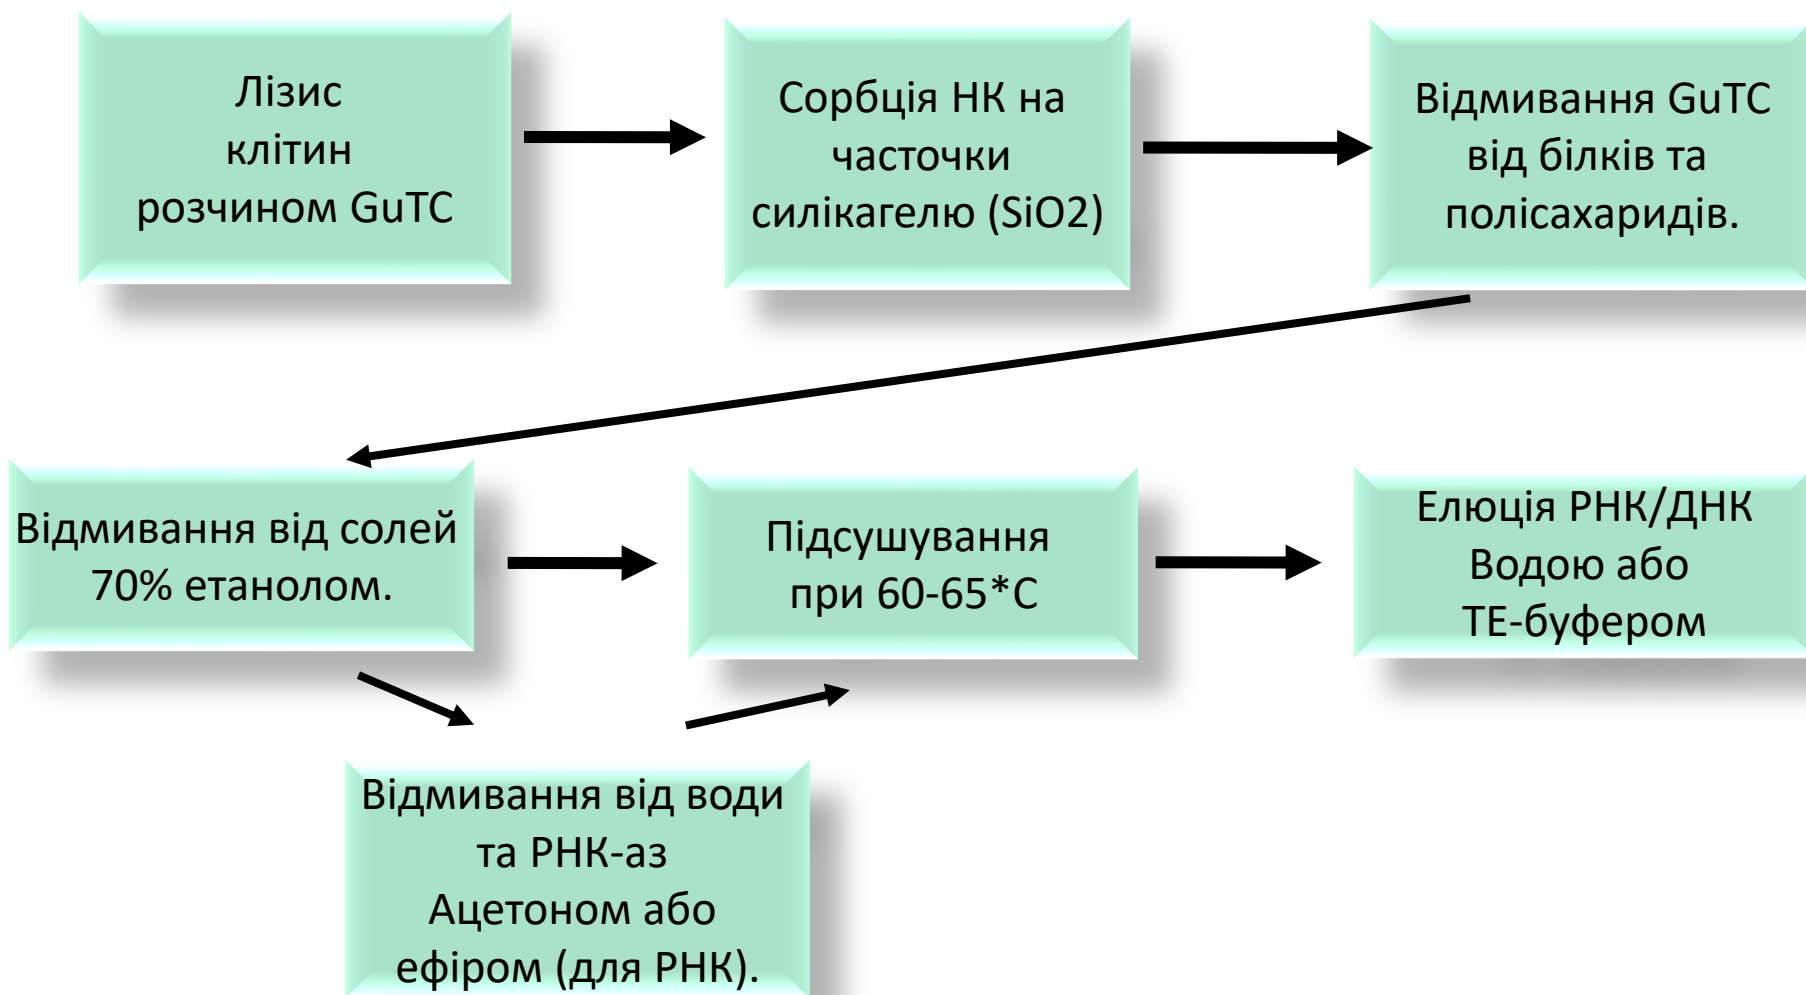 Лізис
клітин
розчином GuTC
Сорбція НК на
часточки
силікагелю (SiO2)
Відмивання GuTC
від білків та
полісахаридів.
Відмивання від солей
70% етанолом.
Підсушування
при 60-65*С
Елюція РНК/ДНК
Водою або
ТЕ-буфером
Відмивання від води
та РНК-аз
Ацетоном або
ефіром (для РНК).